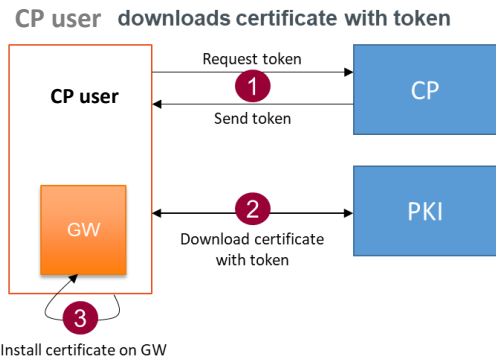 CP user downloads certificate with token
Request token
CP user
1
CP
Send token
2
PKI
GW
Download certificate
with token
3
Install certificate on GW